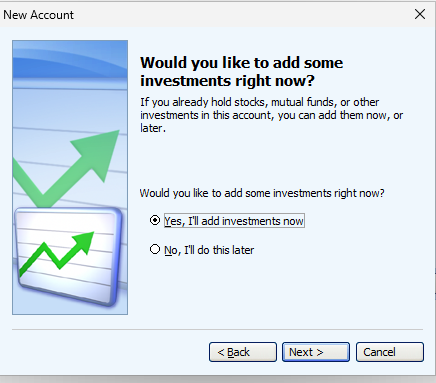 New Account
Would you like to add some
investments right now?
If you already hold stocks, mutual funds, or other
investments in this account, you can add them now, or
later.
Would you like to add some investments right now?
Yes, I'll add investments now
No, I'll do this later
< Back
Next >
Cancel